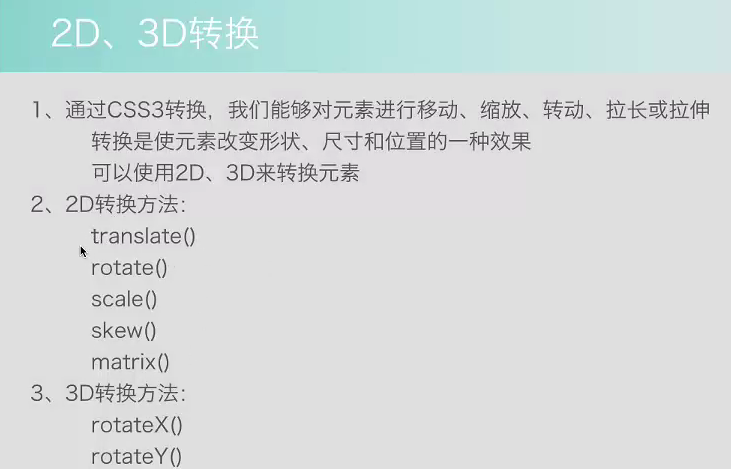 2D、3D转换
1、通过CSS3转换，我们能够对元素进行移动、缩放、转动、拉长或拉伸
转换是使元素改变形状、尺寸和位置的一种效果
可以使用2D、3D来转换元素
2、2D转换方法:
translate()
rotate()
scale()
skew()
matrix()
3、3D转换方法:
rotateX()
rotateY()